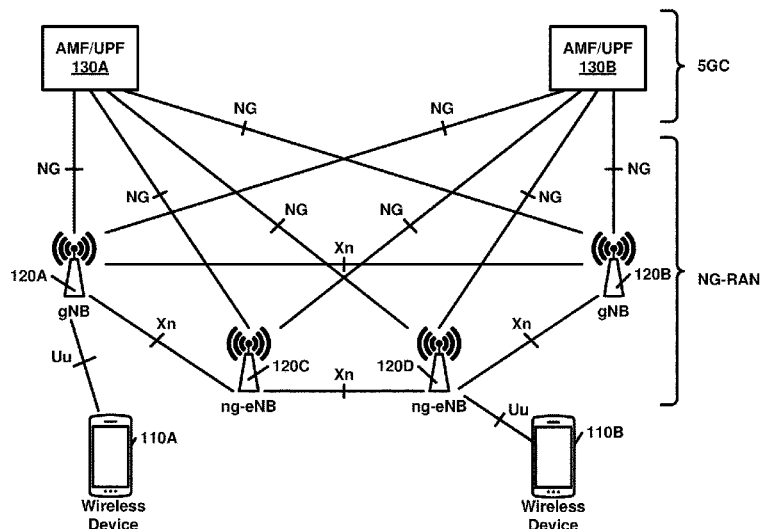 AMF/UPF
130A
AMF/UPF
130B
5GC
NG
NG
NG
NG
NG
NG
NG
NG
Xn
120A
gNB
120B
gNB
NG-RAN
Xn
Xn
Uu
120C
120D
Xn
ng-eNB
ng-eNB
Uu
110A
110B
Wireless
Device
Wireless
Device